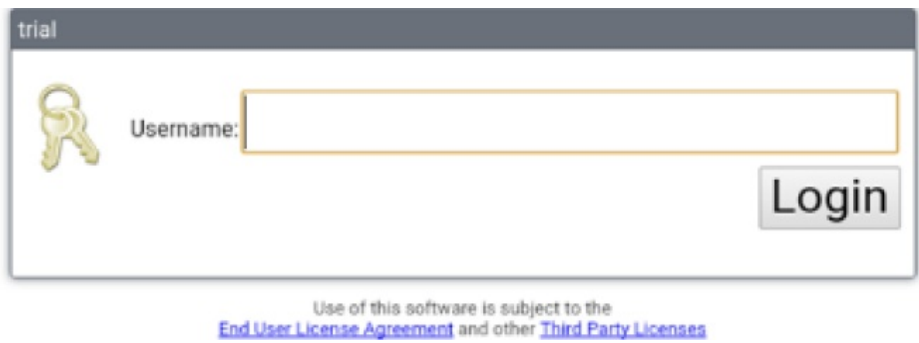 trial
Username:
Login
Use of this software is subject to the
End User License Agreement and other Third Party Licenses